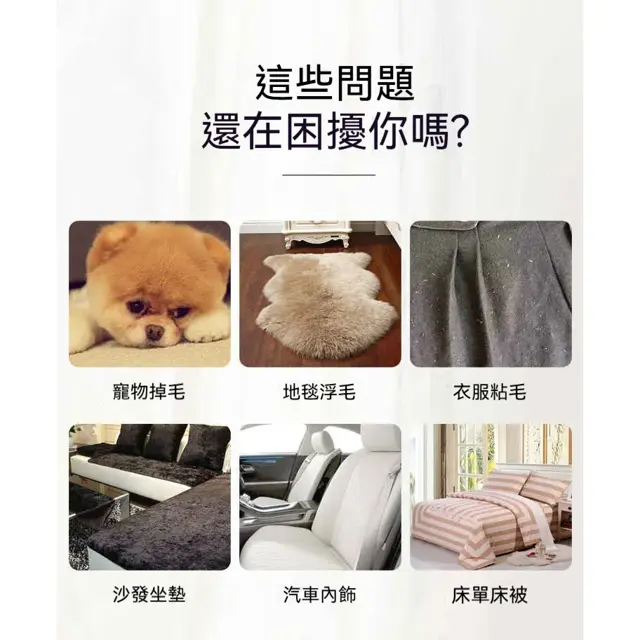 這些問題
還在困擾你嗎?
寵物掉毛
地毯浮毛
衣服粘毛
沙發坐墊
汽車內飾
床單床被